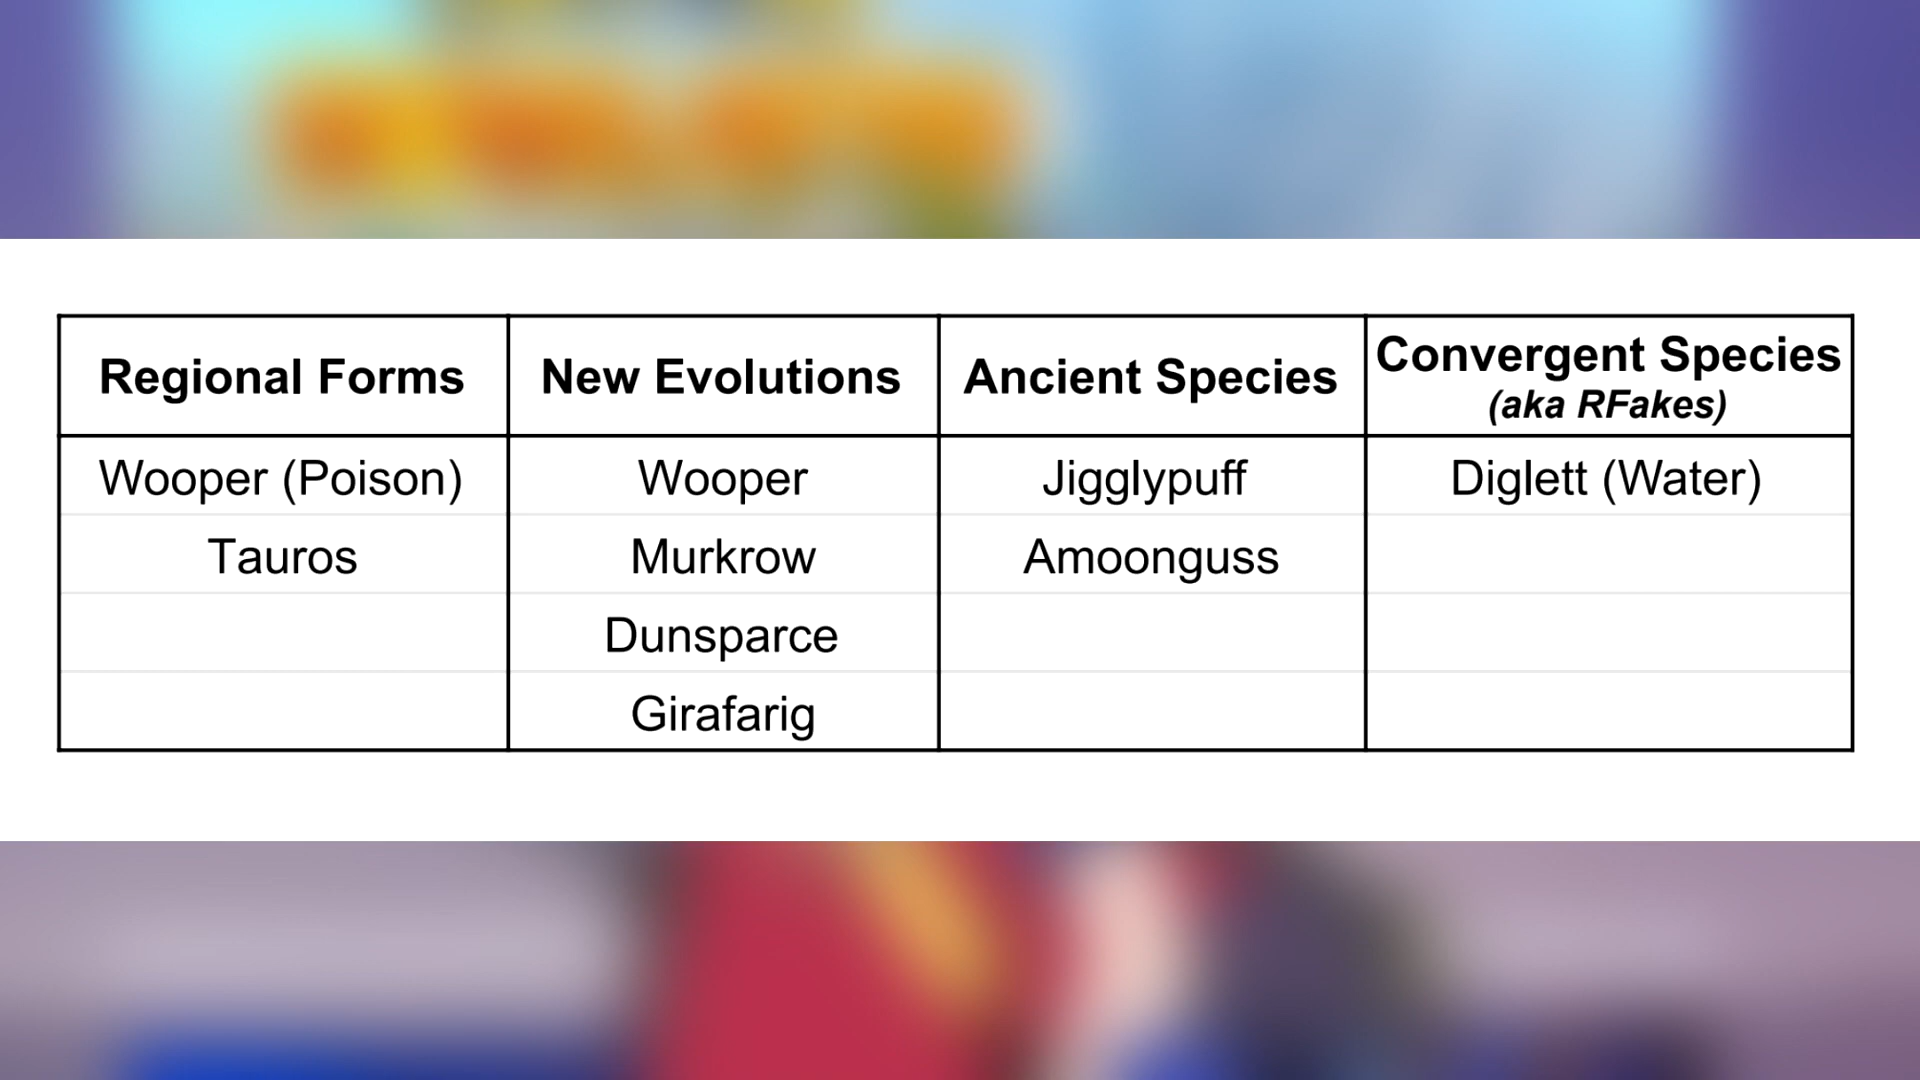 Regional Forms New Evolutions Ancient Species Convergent Species
(aka RFakes)
Wooper (Poison) Wooper Jigglypuff Diglett (Water)
Tauros Murkrow Amoonguss
Dunsparce
Girafarig